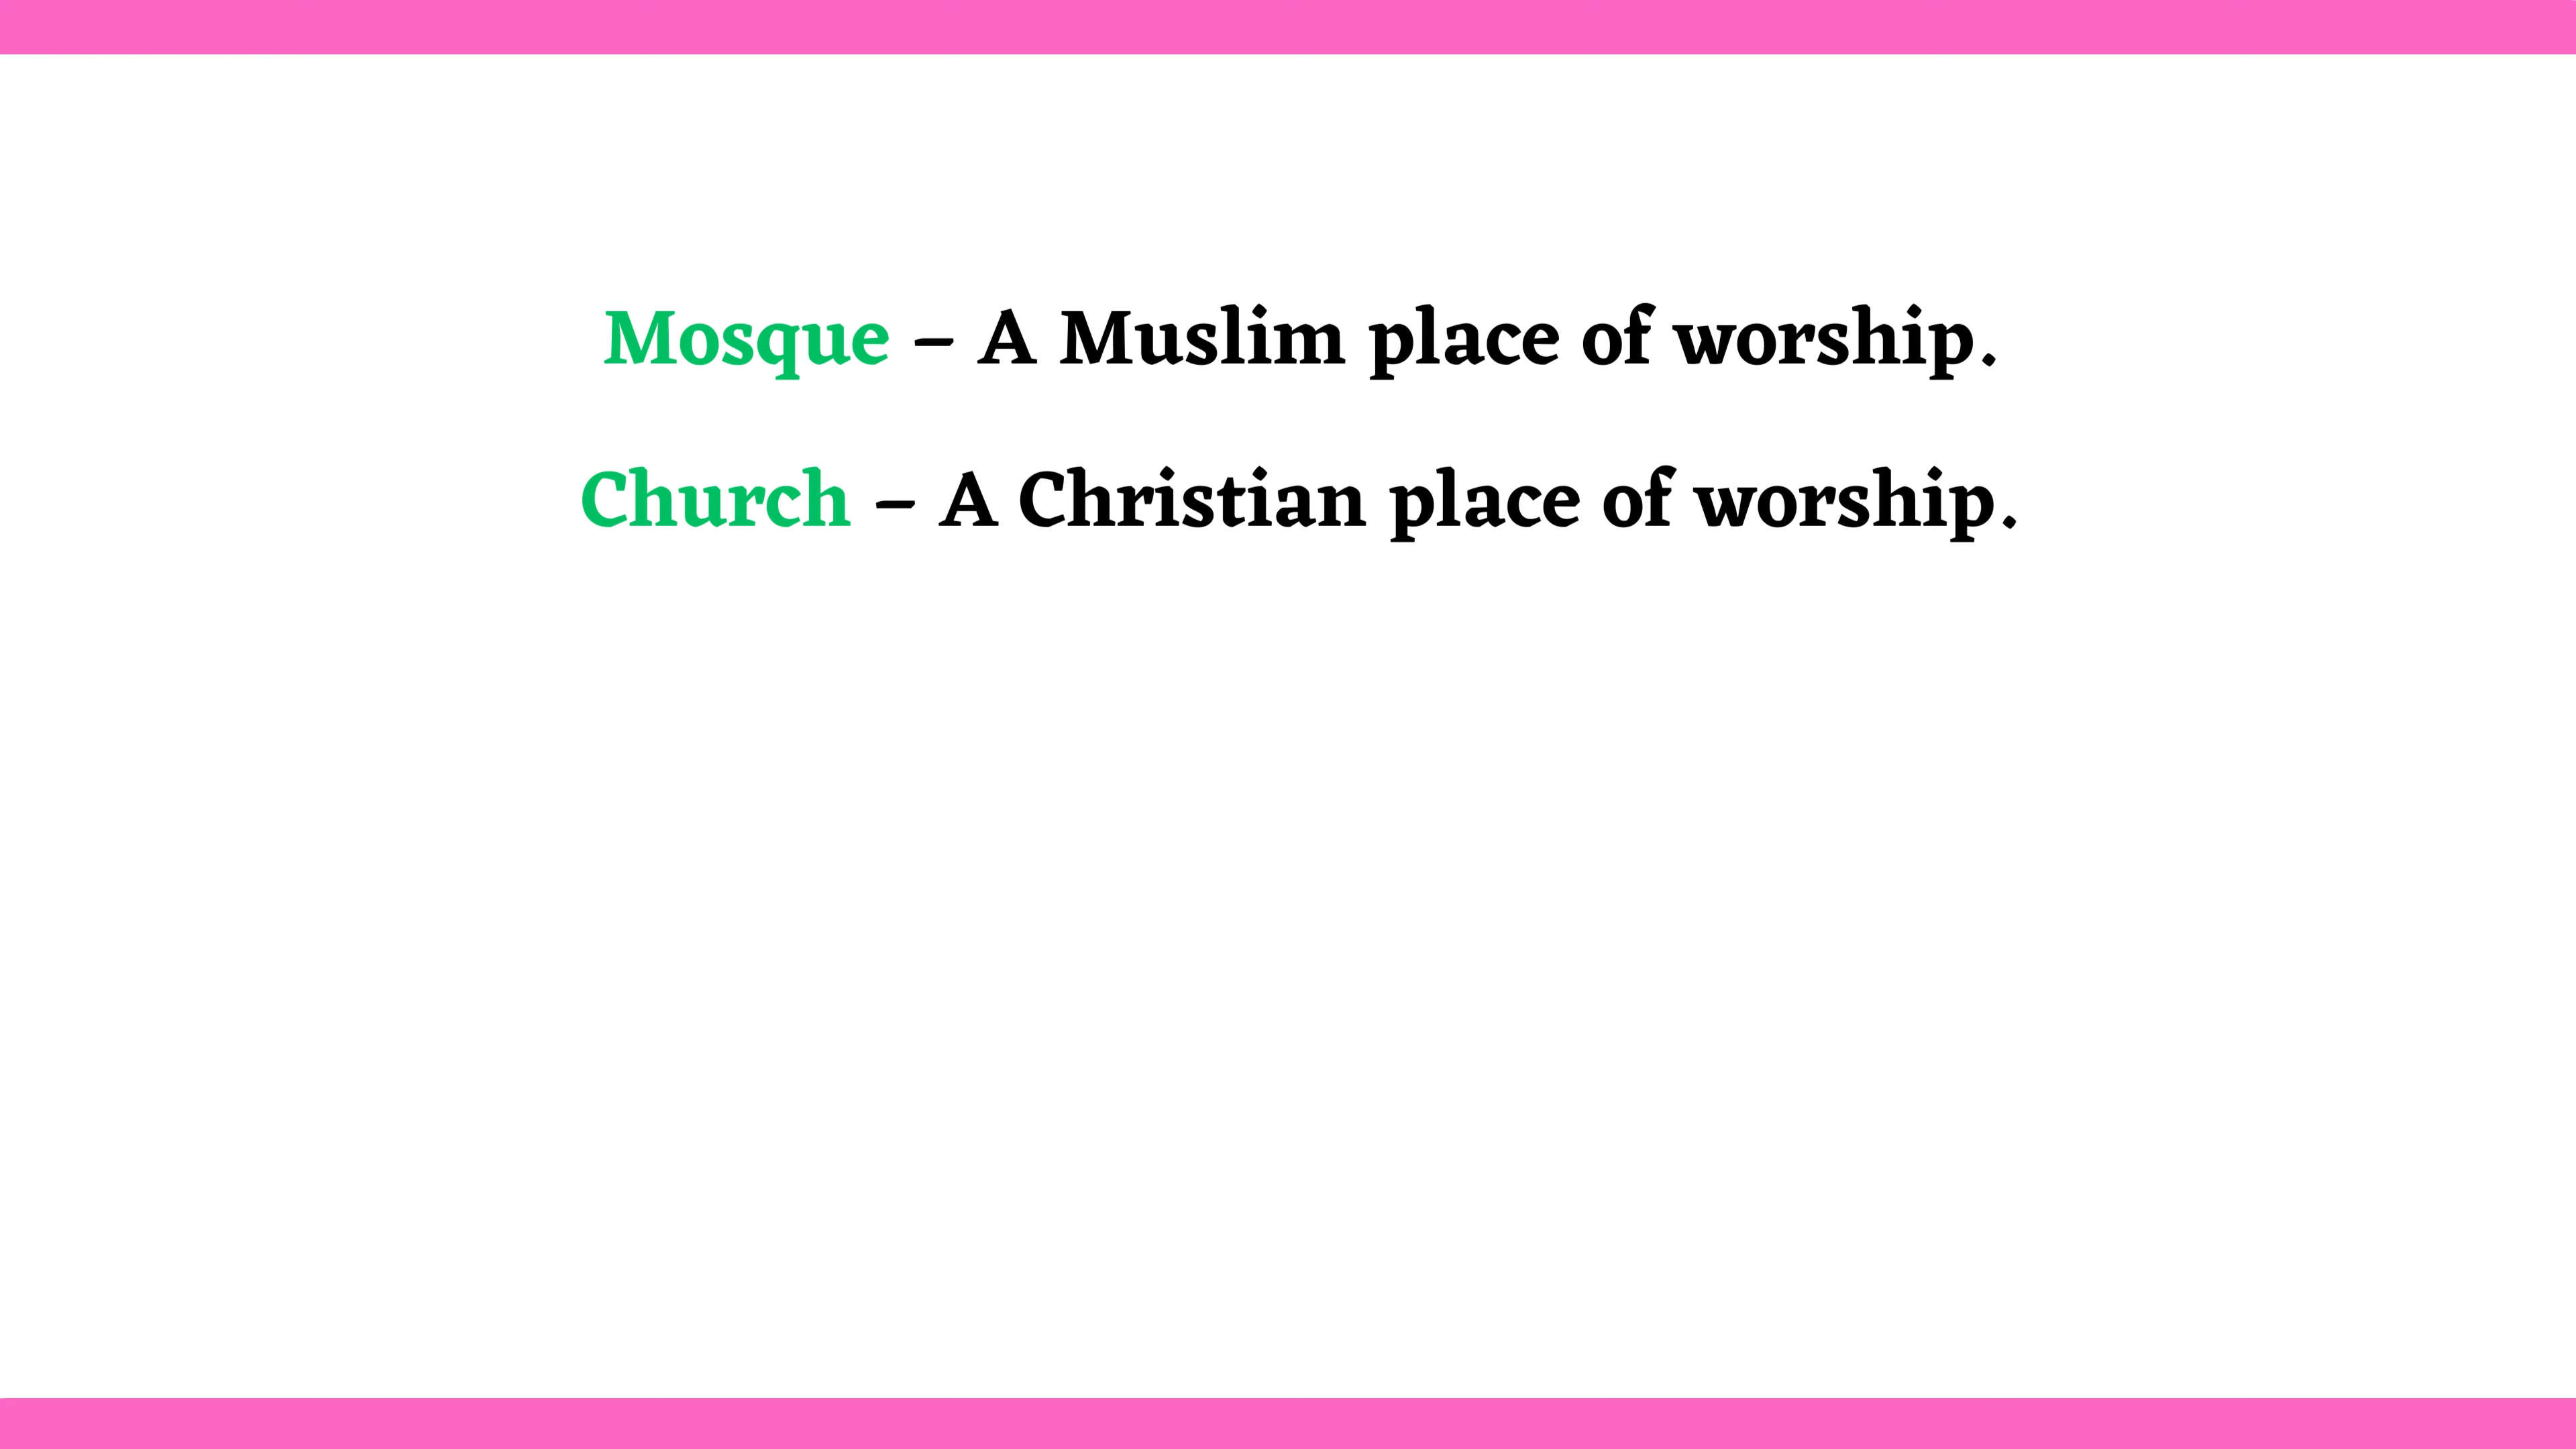 Mosque – A Muslim place of worship.
Church – A Christian place of worship.